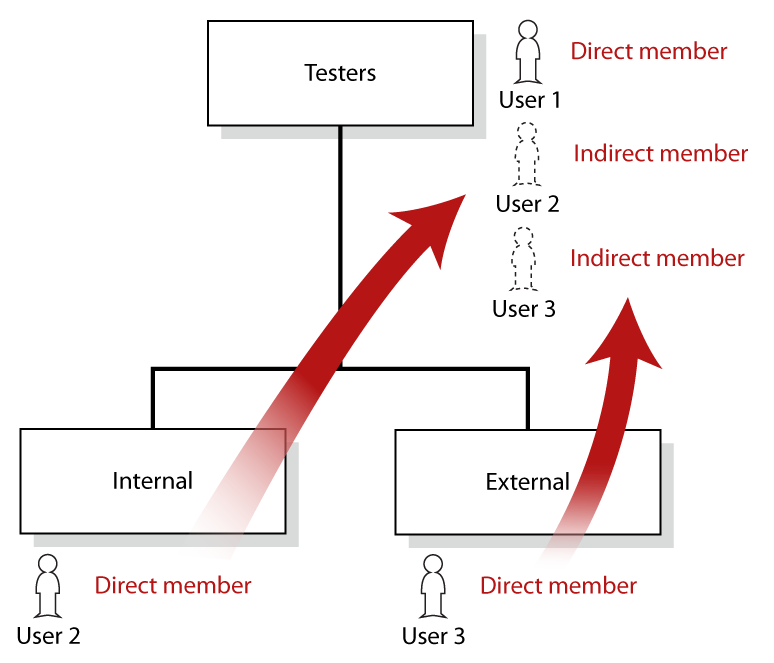 Testers
Direct member
User 1
Indirect member
User 2
Indirect member
User 3
Internal
External
Direct member
User 2
Direct member
User 3